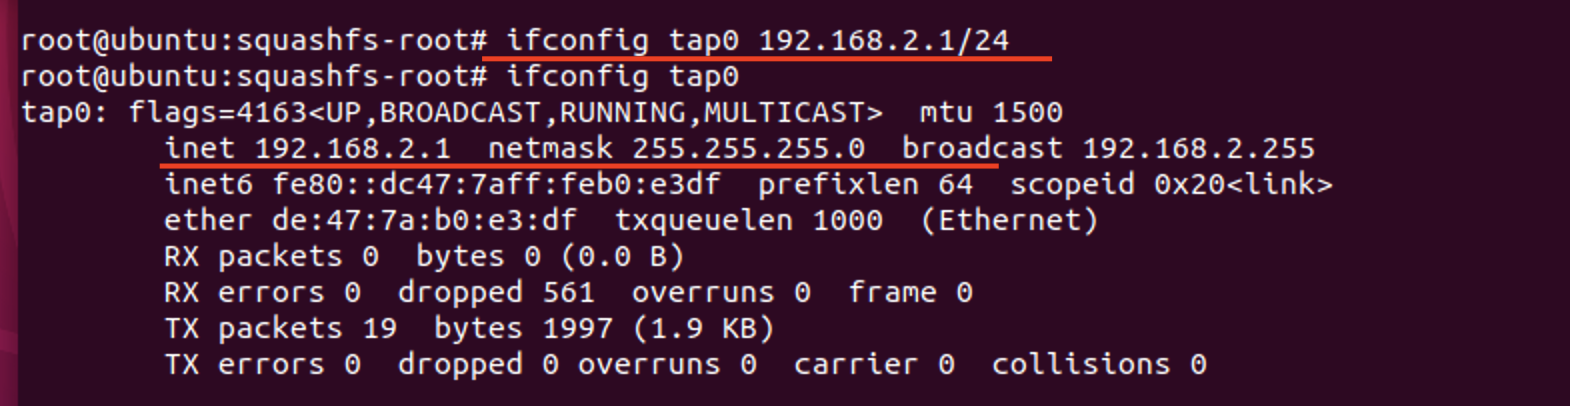 root@ubuntu:squashfs-root# ifconfig tap0 192.168.2.1/24
root@ubuntu:squashfs-root# ifconfig tap0
tap0: flags=4163<UP,BROADCAST,RUNNING,MULTICAST>  mtu 1500
        inet 192.168.2.1  netmask 255.255.255.0  broadcast 192.168.2.255
        inet6 fe80::dc47:7aff:feb0:e3df  prefixlen 64  scopeid 0x20<link>
        ether de:47:7a:b0:e3:df  txqueuelen 1000  (Ethernet)
        RX packets 0  bytes 0 (0.0 B)
        RX errors 0  dropped 561  overruns 0  frame 0
        TX packets 19  bytes 1997 (1.9 KB)
        TX errors 0  dropped 0 overruns 0  carrier 0  collisions 0